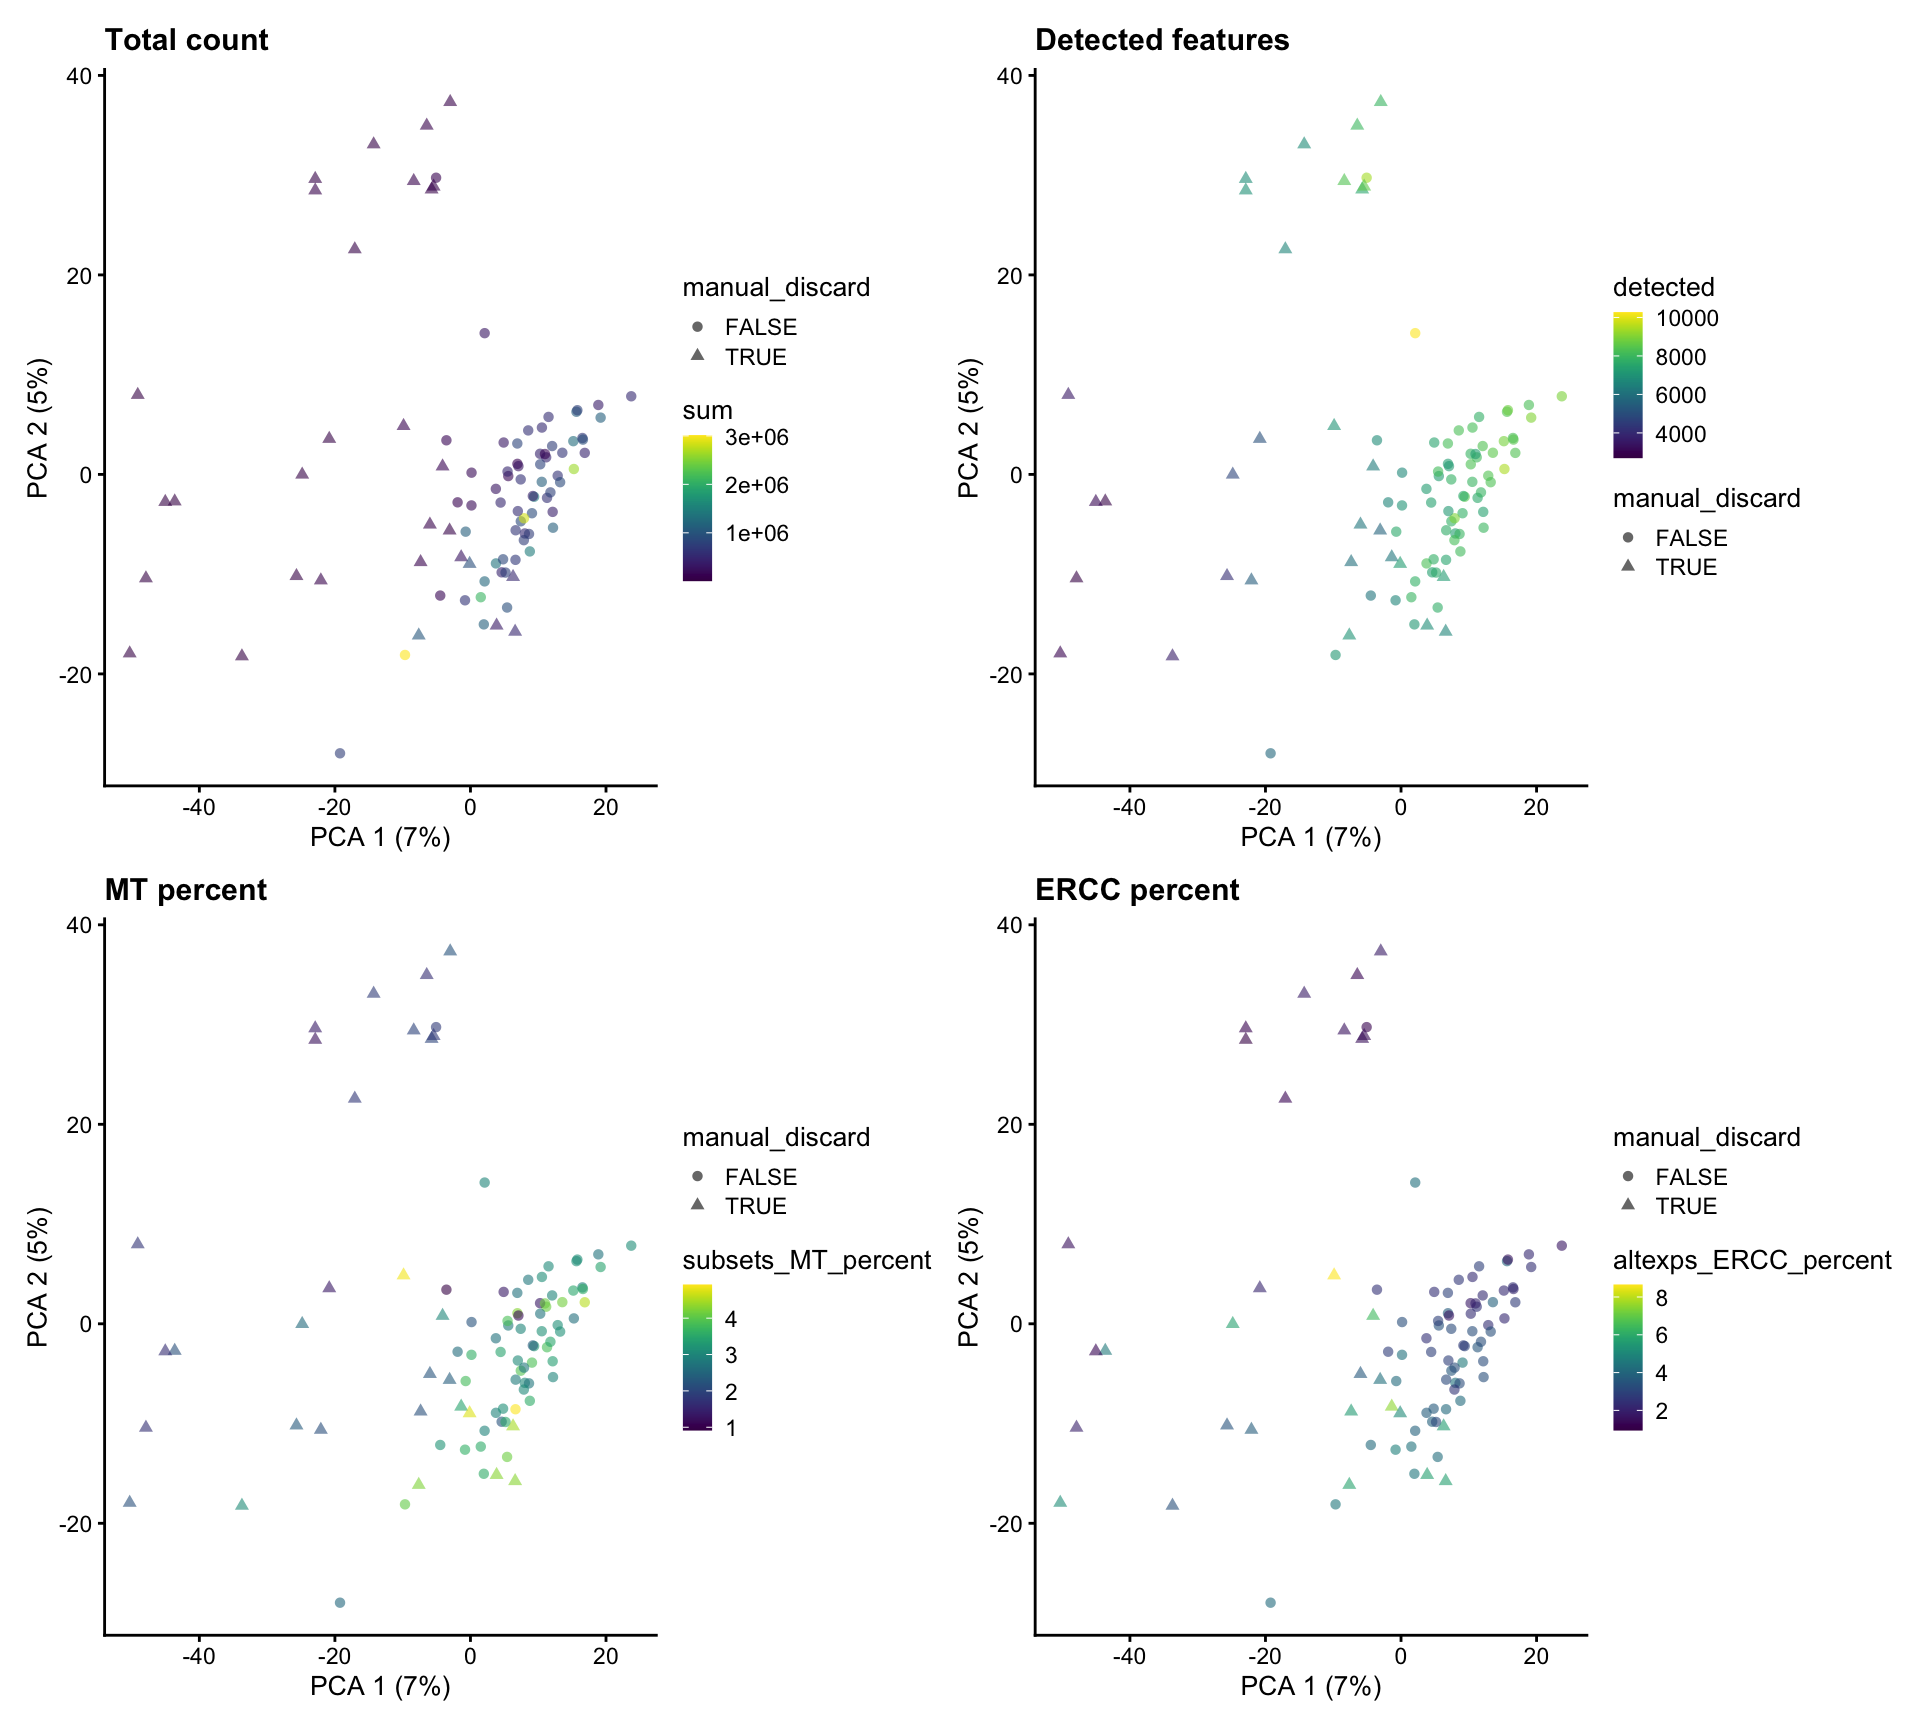 Total count
40
20
0
-20
PCA 2 (5%)
-40 -20 0 20
PCA 1 (7%)
manual_discard
FALSE
TRUE
sum
3e+06
2e+06
1e+06
Detected features
40
20
0
-20
PCA 2 (5%)
-40 -20 0 20
PCA 1 (7%)
detected
10000
8000
6000
4000
manual_discard
FALSE
TRUE
MT percent
40
20
0
-20
PCA 2 (5%)
-40 -20 0 20
PCA 1 (7%)
manual_discard
FALSE
TRUE
subsets_MT_percent
4
3
2
1
ERCC percent
40
20
0
-20
PCA 2 (5%)
-40 -20 0 20
PCA 1 (7%)
manual_discard
FALSE
TRUE
altexps_ERCC_percent
8
6
4
2